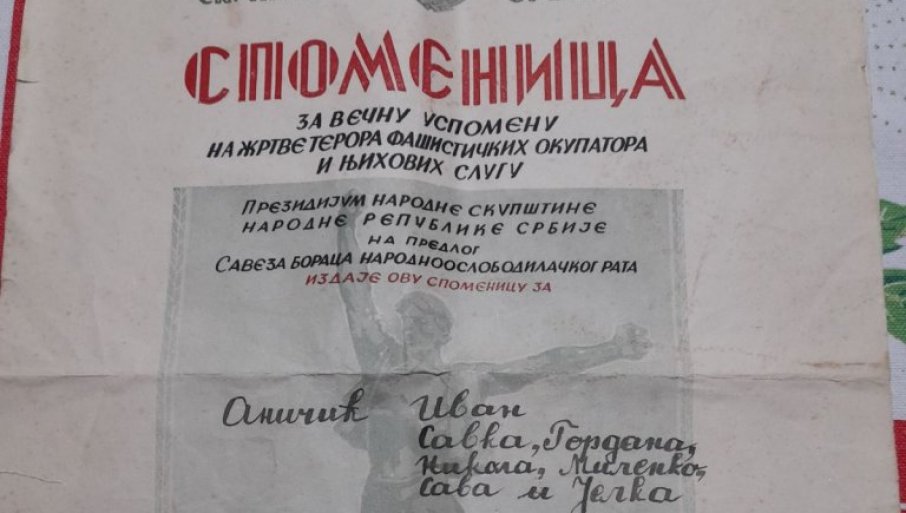 СПОМЕНИЦА
ЗА ВЕЧНУ УСПОМЕНУ
НА ЖРТВЕ ТЕРОРА ФАШИСТИЧКИХ ОКУПАТОРА
И ЊИХОВИХ СЛУГУ
ПРЕЗИДИЈУМ НАРОДНЕ СКУПШТИНЕ
НАРОДНЕ РЕПУБЛИКЕ СРБИЈЕ
НА ПРЕДЛОГ
САВЕЗА БОРАЦА НАРОДНООСЛОБОДИЛАЧКОГ РАТА
ИЗДАЈЕ ОВУ СПОМЕНИЦУ ЗА
Аничић Иван
Савка, Гордана,
Никола, Миленко,
Сава и Јелка